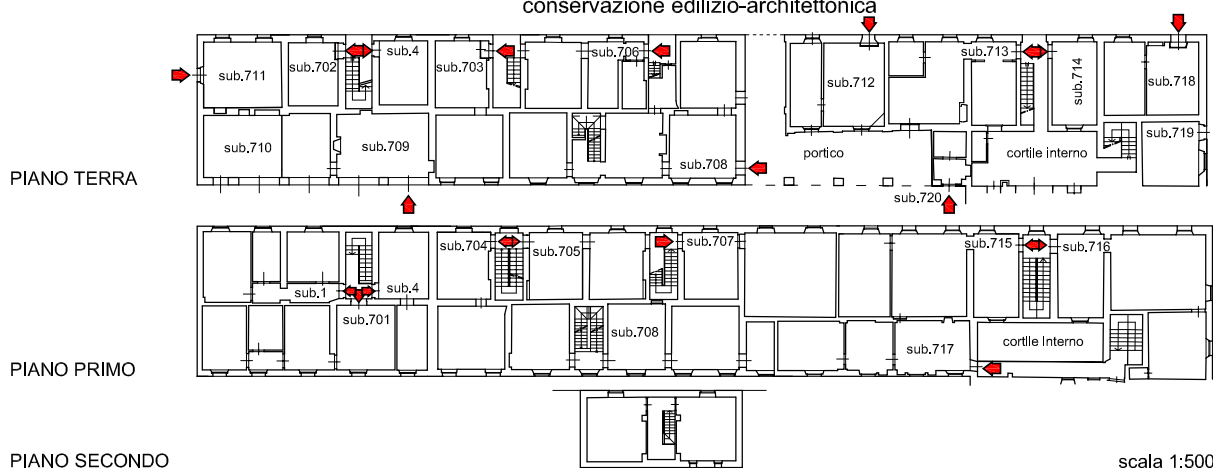 conservazione edilizio-architettonica
sub.711
sub.702
sub.4
sub.703
sub.706
sub.712
sub.713
sub.714
sub.718
sub.710
sub.709
sub.708
portico
cortile interno
sub.719
PIANO TERRA
sub.720
sub.704
sub.705
sub.707
sub.715
sub.716
sub.1
sub.4
sub.701
sub.708
sub.717
cortile interno
PIANO PRIMO
PIANO SECONDO
scala 1:500